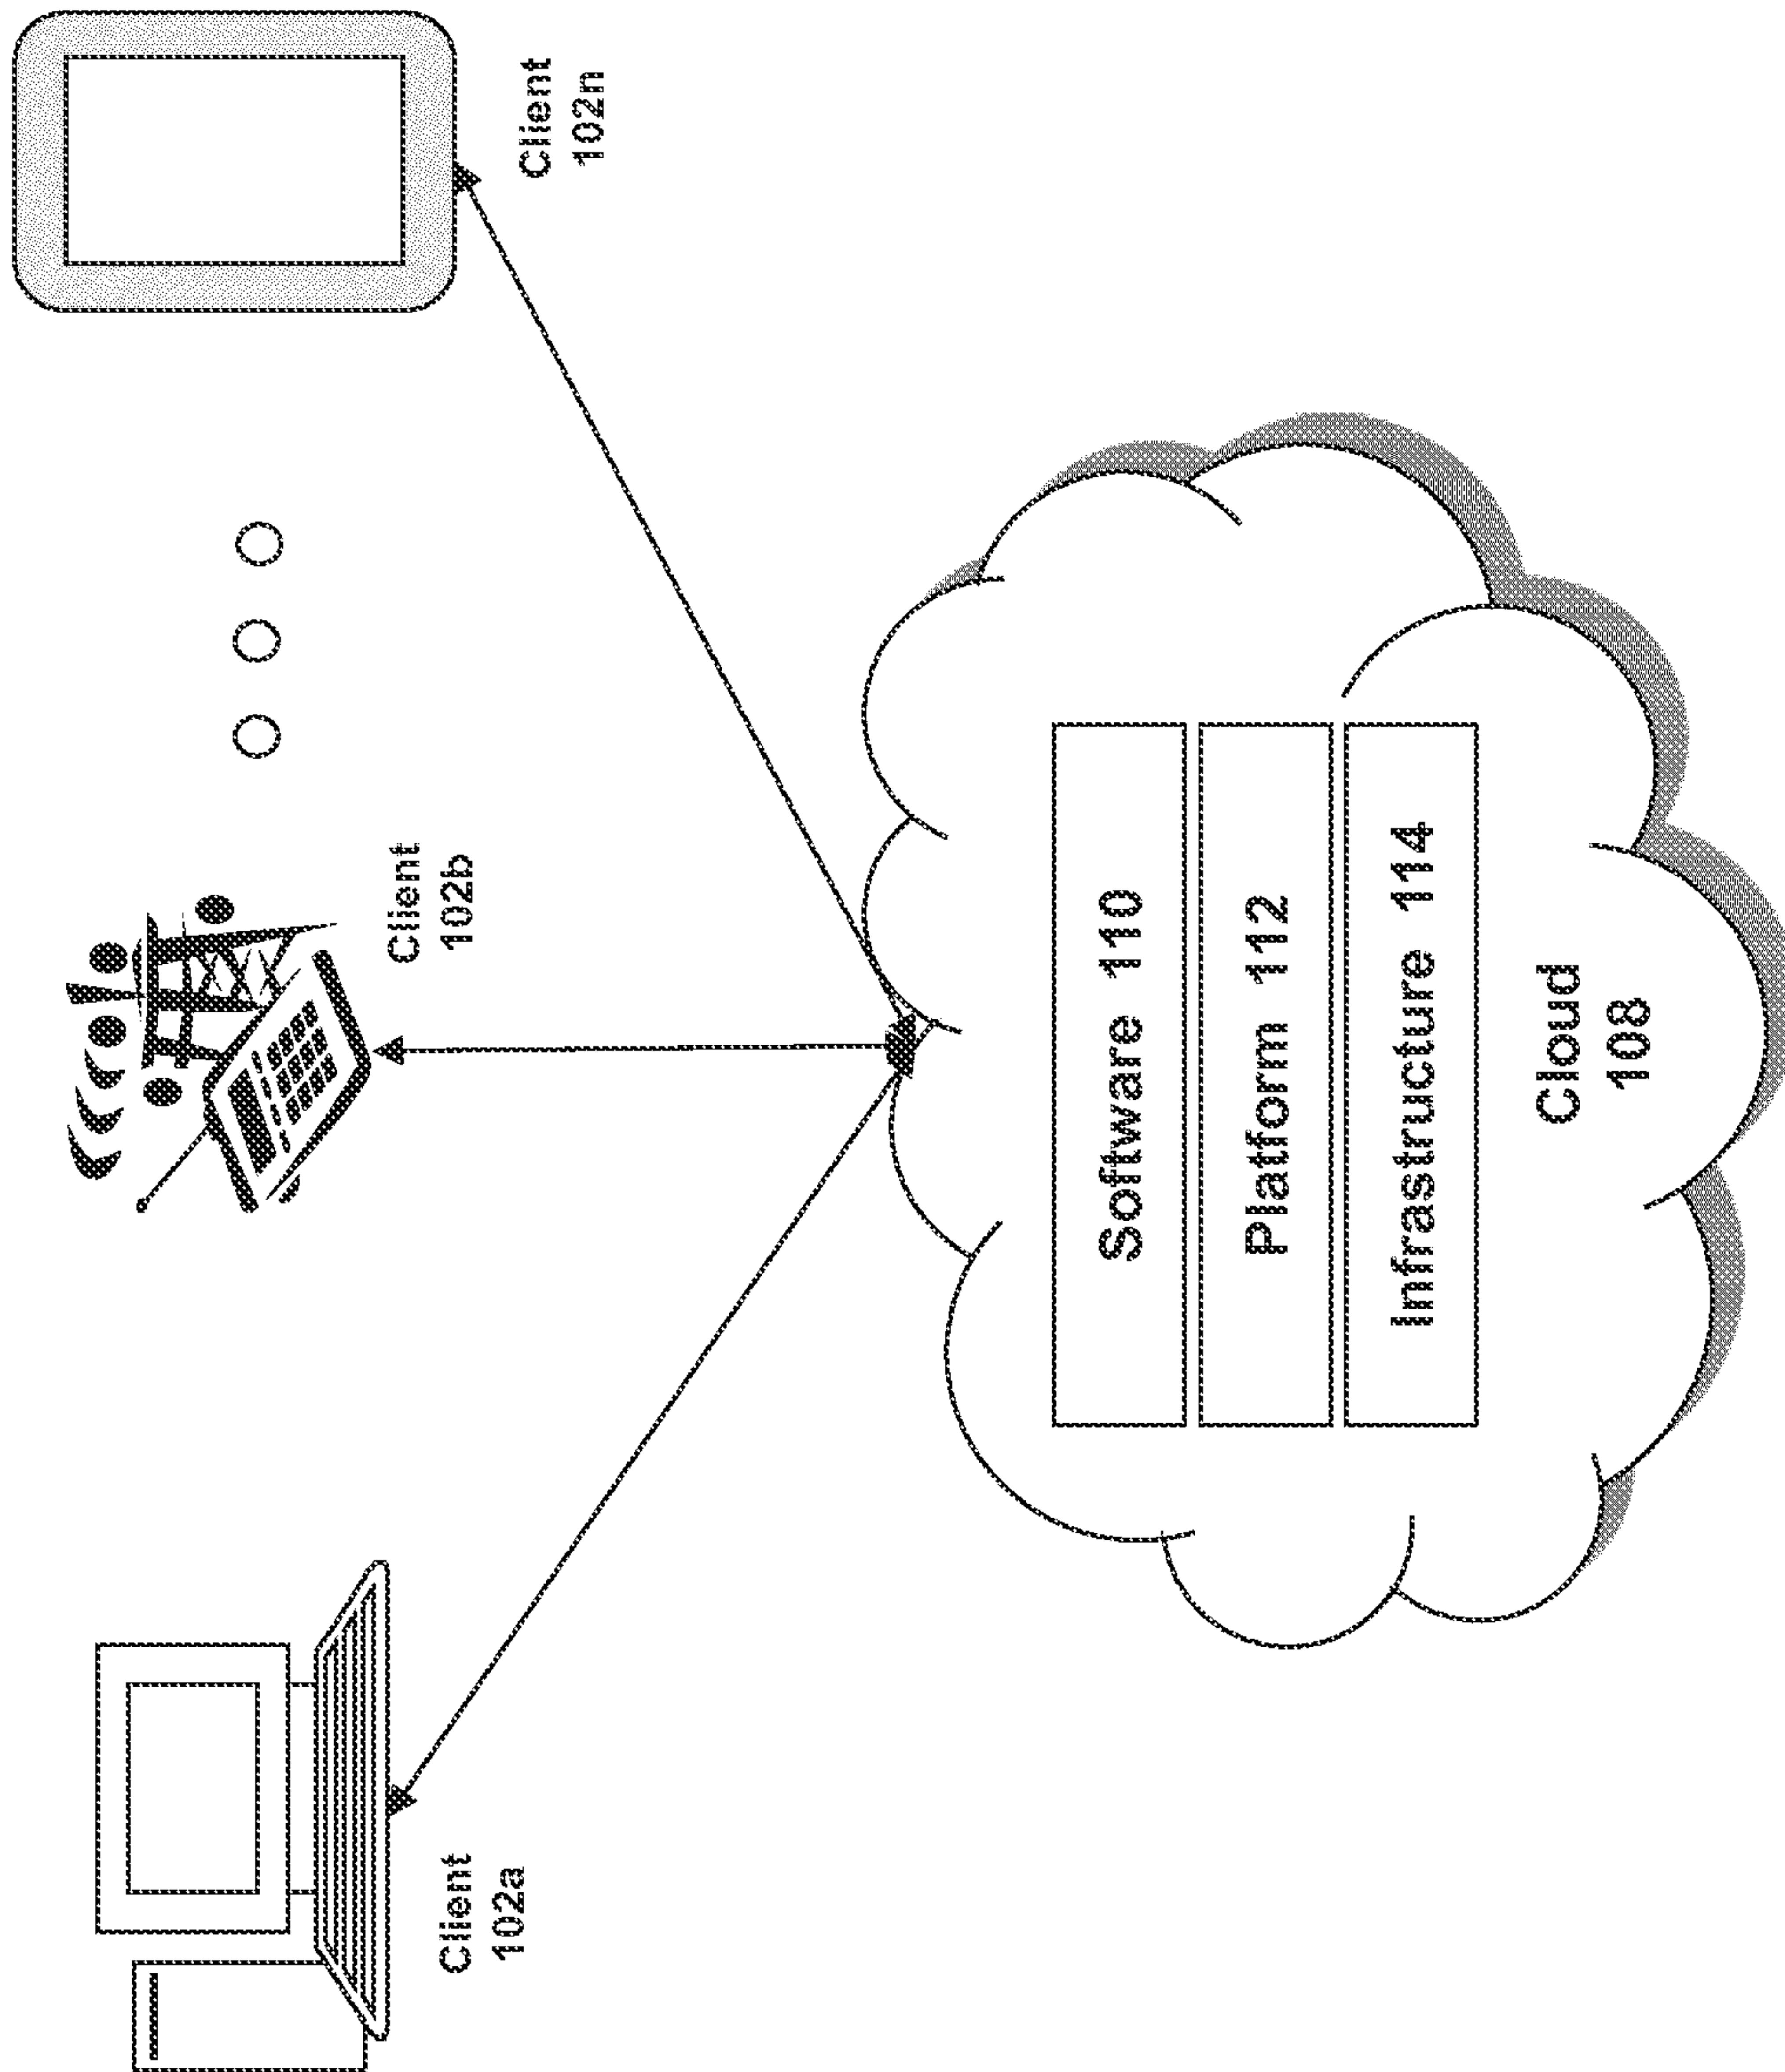 Client
102a
Client
102b
Client
102n
Software 110
Platform 112
Infrastructure 114
Cloud
108